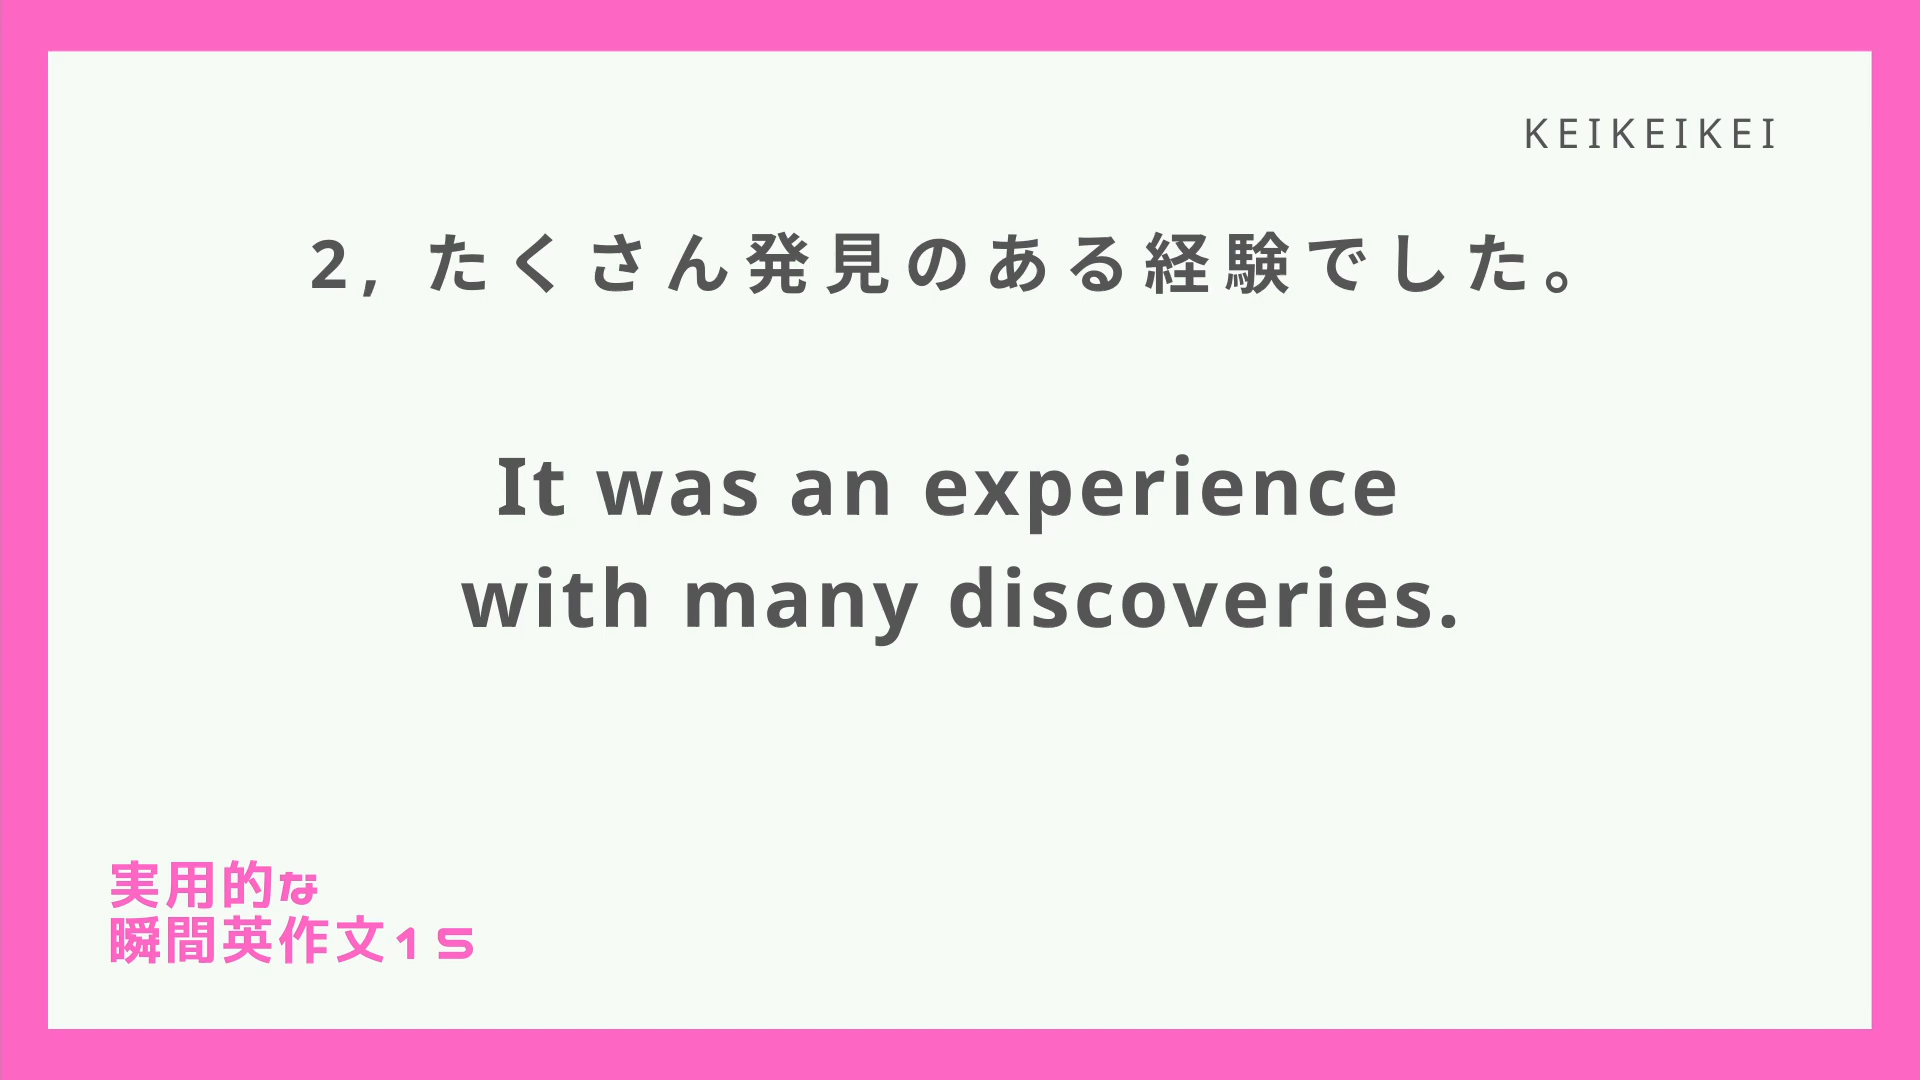 KEIKEIKEI
2, たくさん発見のある経験でした。
It was an experience
with many discoveries.
実用的な
瞬間英作文15